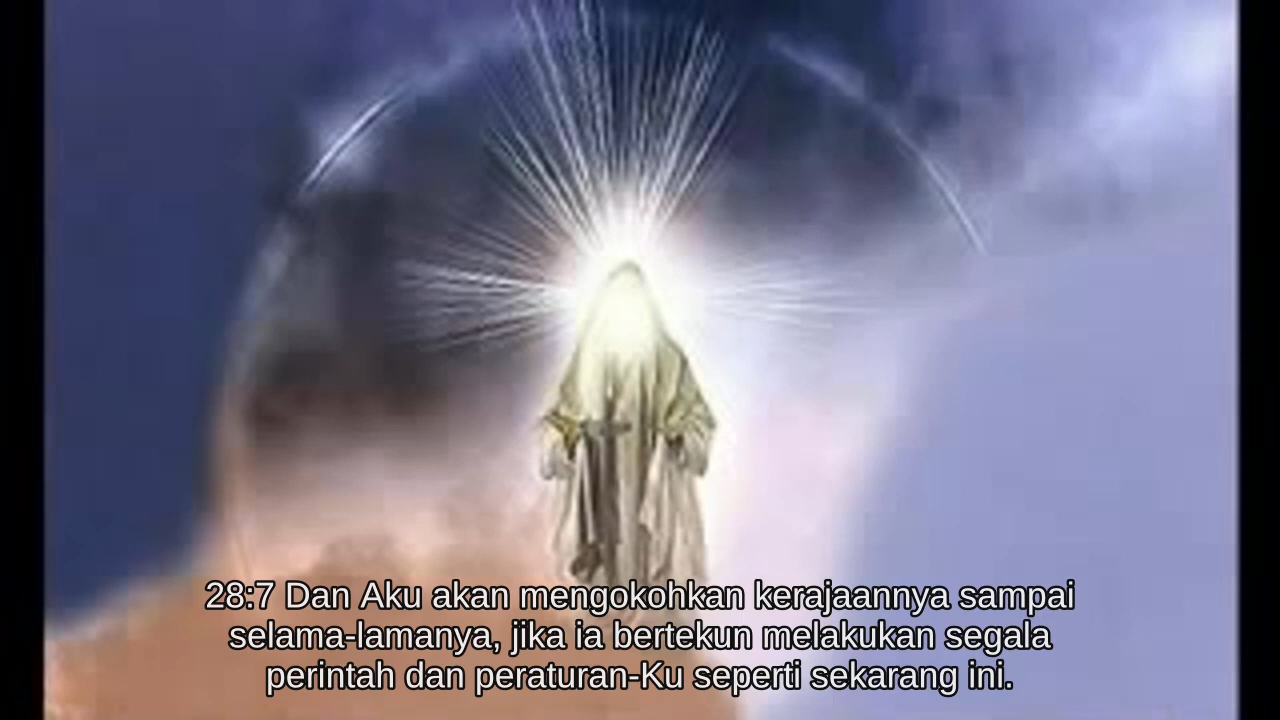 28:7 Dan Aku akan mengokohkan kerajaannya sampai
selama-lamanya, jika ia bertekun melakukan segala
perintah dan peraturan-Ku seperti sekarang ini.